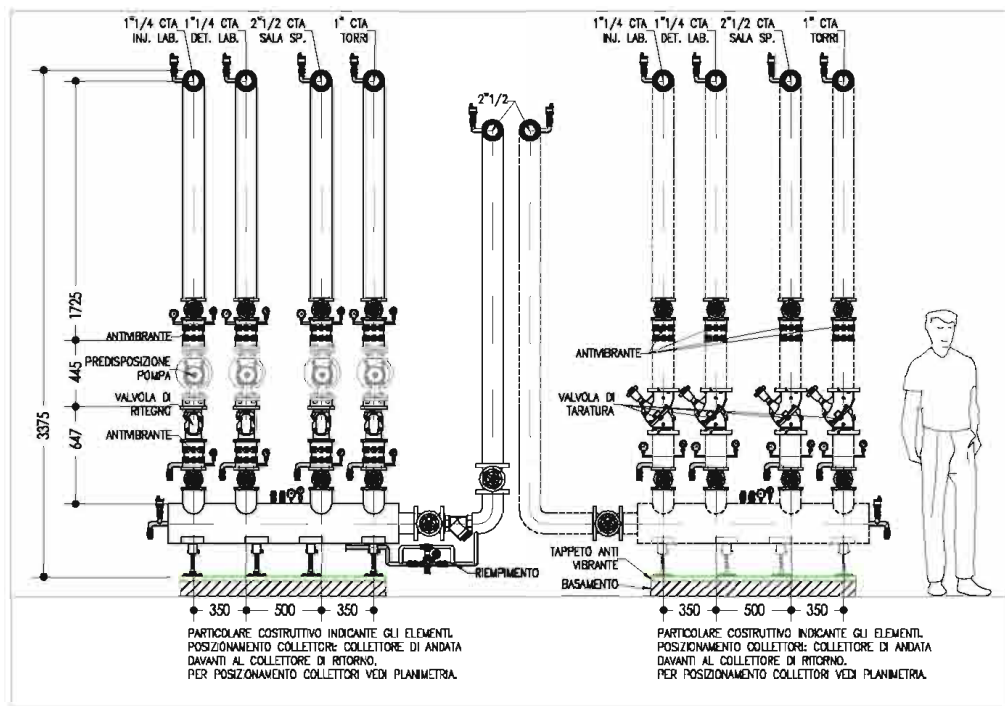 1"1/4 CTA 1"1/4 CTA 2"1/2 CTA 1" CTA
INJ. LAB. DET. LAB. SALA SP. TORRI
1"1/4 CTA 1"1/4 CTA 2"1/2 CTA 1" CTA
INJ. LAB. DET. LAB. SALA SP. TORRI
2"1/2
1725
445
647
3375
ANTIVIBRANTE
PREDISPOSIZIONE
POMPA
VALVOLA DI
RITEGNO
ANTIVIBRANTE
ANTIVIBRANTE
VALVOLA DI
TARATURA
RIEMPIMENTO
TAPPETO ANTI
VIBRANTE
BASAMENTO
350 500 350
350 500 350
PARTICOLARE COSTRUTTIVO INDICANTE GLI ELEMENTI.
POSIZIONAMENTO COLLETTORI: COLLETTORE DI ANDATA
DAVANTI AL COLLETTORE DI RITORNO.
PER POSIZIONAMENTO COLLETTORI VEDI PLANIMETRIA.
PARTICOLARE COSTRUTTIVO INDICANTE GLI ELEMENTI.
POSIZIONAMENTO COLLETTORI: COLLETTORE DI ANDATA
DAVANTI AL COLLETTORE DI RITORNO.
PER POSIZIONAMENTO COLLETTORI VEDI PLANIMETRIA.